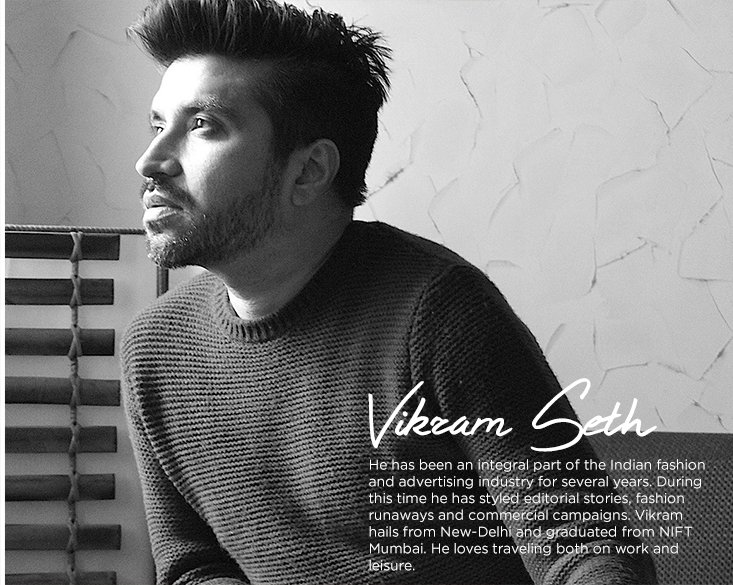 Vikram Seth
He has been an integral part of the Indian fashion
and advertising industry for several years. During
this time he has styled editorial stories, fashion
runaways and commercial campaigns. Vikram
hails from New-Delhi and graduated from NIFT
Mumbai. He loves traveling both on work and
leisure.